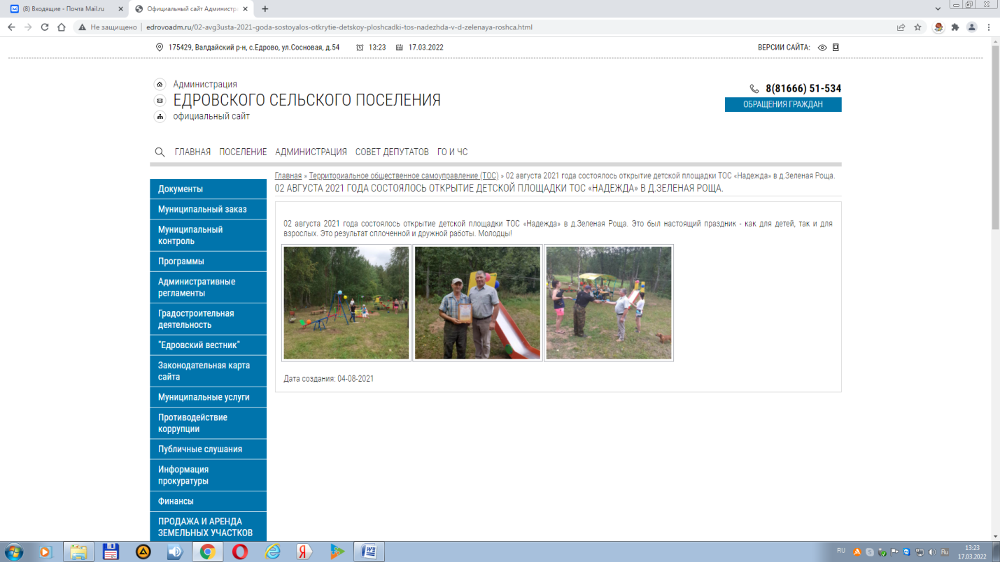 (8) Входящие - Почта Mail.ru
Официальный сайт Администра
Не защищено
edrovoadm.ru/02-avg3usta-2021-goda-sostoyalos-otkrytie-detskoy-ploshcadki-tos-nadezhda-v-d-zelenaya-roshca.html
175429, Валдайский р-н, с.Едрово, ул.Сосновая, д.54
13:23
17.03.2022
ВЕРСИИ САЙТА:
Администрация
ЕДРОВСКОГО СЕЛЬСКОГО ПОСЕЛЕНИЯ
официальный сайт
8(81666) 51-534
ОБРАЩЕНИЯ ГРАЖДАН
ГЛАВНАЯ ПОСЕЛЕНИЕ АДМИНИСТРАЦИЯ СОВЕТ ДЕПУТАТОВ ГО И ЧС
Документы
Муниципальный заказ
Муниципальный
контроль
Программы
Административные
регламенты
Градостроительная
деятельность
"Едровский вестник"
Законодательная карта
сайта
Муниципальные услуги
Противодействие
коррупции
Публичные слушания
Информация
прокуратуры
Финансы
ПРОДАЖА И АРЕНДА
ЗЕМЕЛЬНЫХ УЧАСТКОВ
Главная » Территориальное общественное самоуправление (ТОС) » 02 августа 2021 года состоялось открытие детской площадки ТОС «Надежда» в д.Зеленая Роща.
02 АВГУСТА 2021 ГОДА СОСТОЯЛОСЬ ОТКРЫТИЕ ДЕТСКОЙ ПЛОЩАДКИ ТОС «НАДЕЖДА» В Д.ЗЕЛЕНАЯ РОЩА.
02 августа 2021 года состоялось открытие детской площадки ТОС «Надежда» в д.Зеленая Роща. Это был настоящий праздник - как для детей, так и для
взрослых. Это результат сплоченной и дружной работы. Молодцы!
Дата создания: 04-08-2021
RU
Ru
13:23
17.03.2022